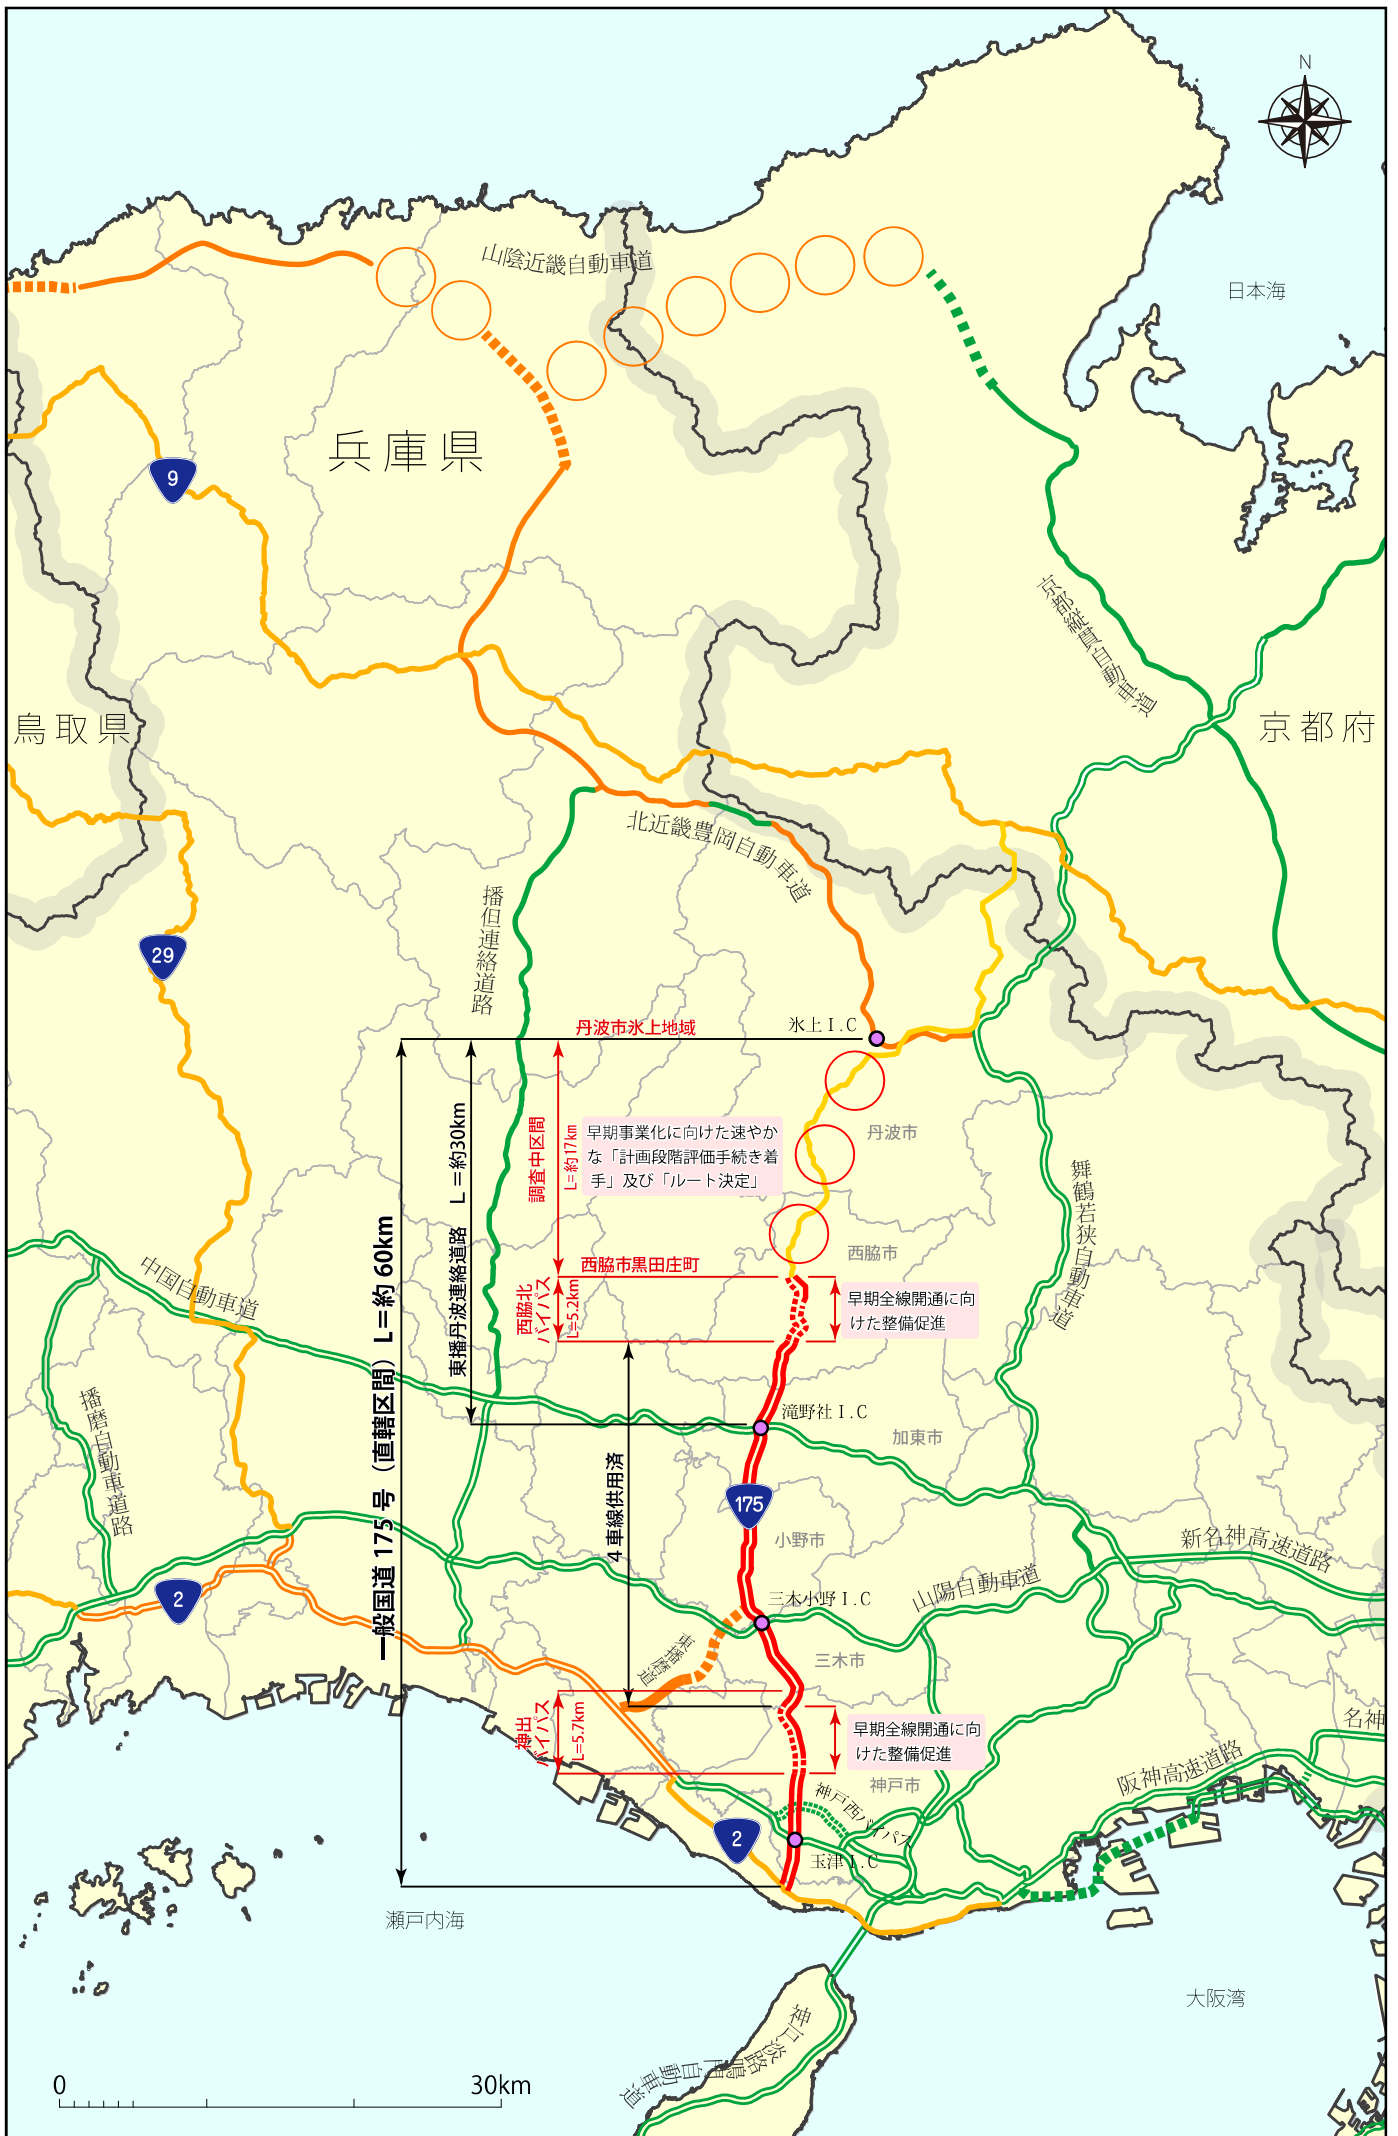 N
山陰近畿自動車道
日本海
兵庫県
9
京都縦貫自動車道
鳥取県
京都府
北近畿豊岡自動車道
播但連絡道路
29
丹波市氷上地域
氷上 I.C
調査中区間
L=約17km
早期事業化に向けた速やか
な「計画段階評価手続き着
手」及び「ルート決定」
丹波市
東播丹波連絡道路 L=約30km
一般国道 175 号（直轄区間）L=約 60km
舞鶴若狭自動車道
西脇市
西脇市黒田庄町
西脇北
バイパス
L=5.2km
早期全線開通に向
けた整備促進
中国自動車道
播磨自動車道路
滝野社 I.C
加東市
4車線供用済
175
小野市
新名神高速道路
山陽自動車道
三木小野 I.C
2
東播磨道
三木市
神出
バイパス
L=5.7km
早期全線開通に向
けた整備促進
名神
阪神高速道路
神戸市
神戸西バイパス
2
玉津 I.C
瀬戸内海
大阪湾
神戸淡路鳴門自動車道
0
30km